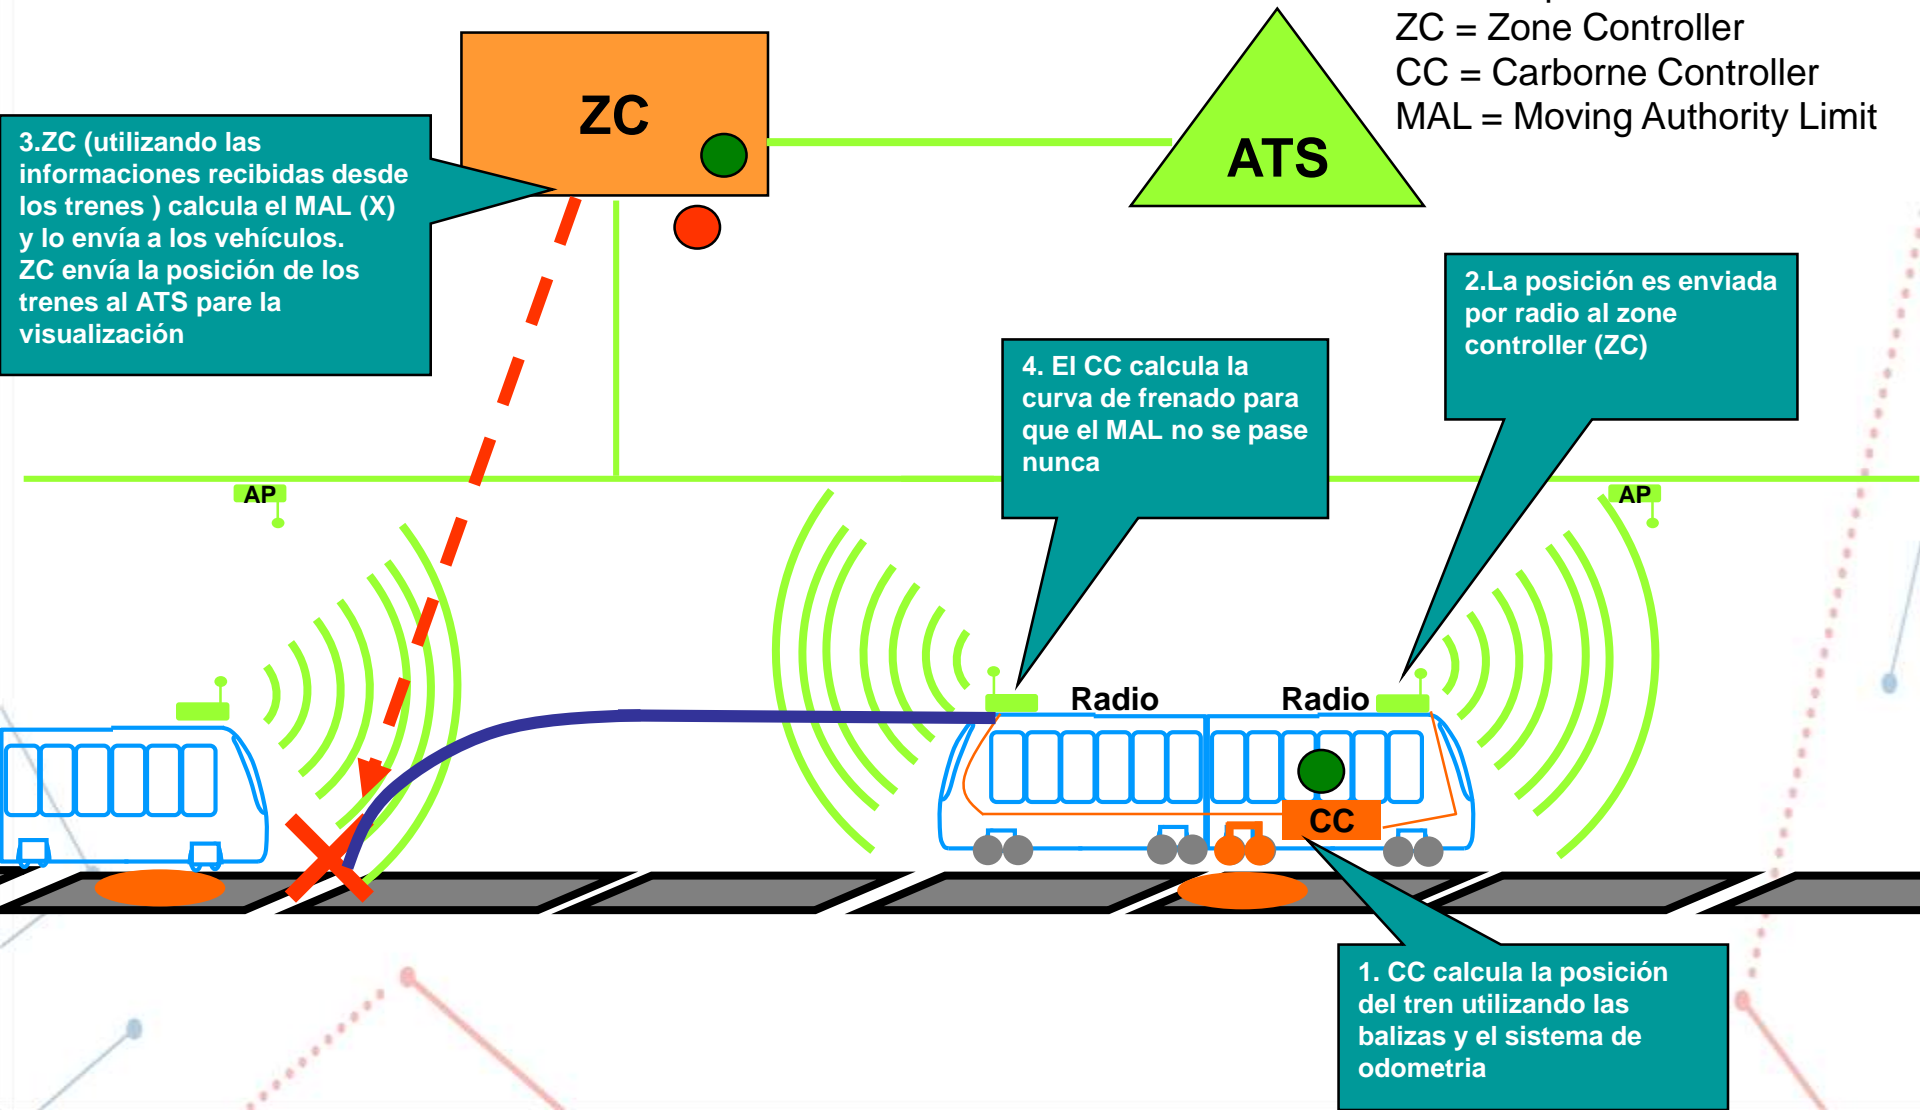 ZC = Zone Controller
CC = Carborne Controller
MAL = Moving Authority Limit
ZC
ATS
3.ZC (utilizando las
informaciones recibidas desde
los trenes ) calcula el MAL (X)
y lo envía a los vehículos.
ZC envía la posición de los
trenes al ATS pare la
visualización
2.La posición es enviada
por radio al zone
controller (ZC)
4. El CC calcula la
curva de frenado para
que el MAL no se pase
nunca
AP
AP
Radio
Radio
CC
1. CC calcula la posición
del tren utilizando las
balizas y el sistema de
odometria